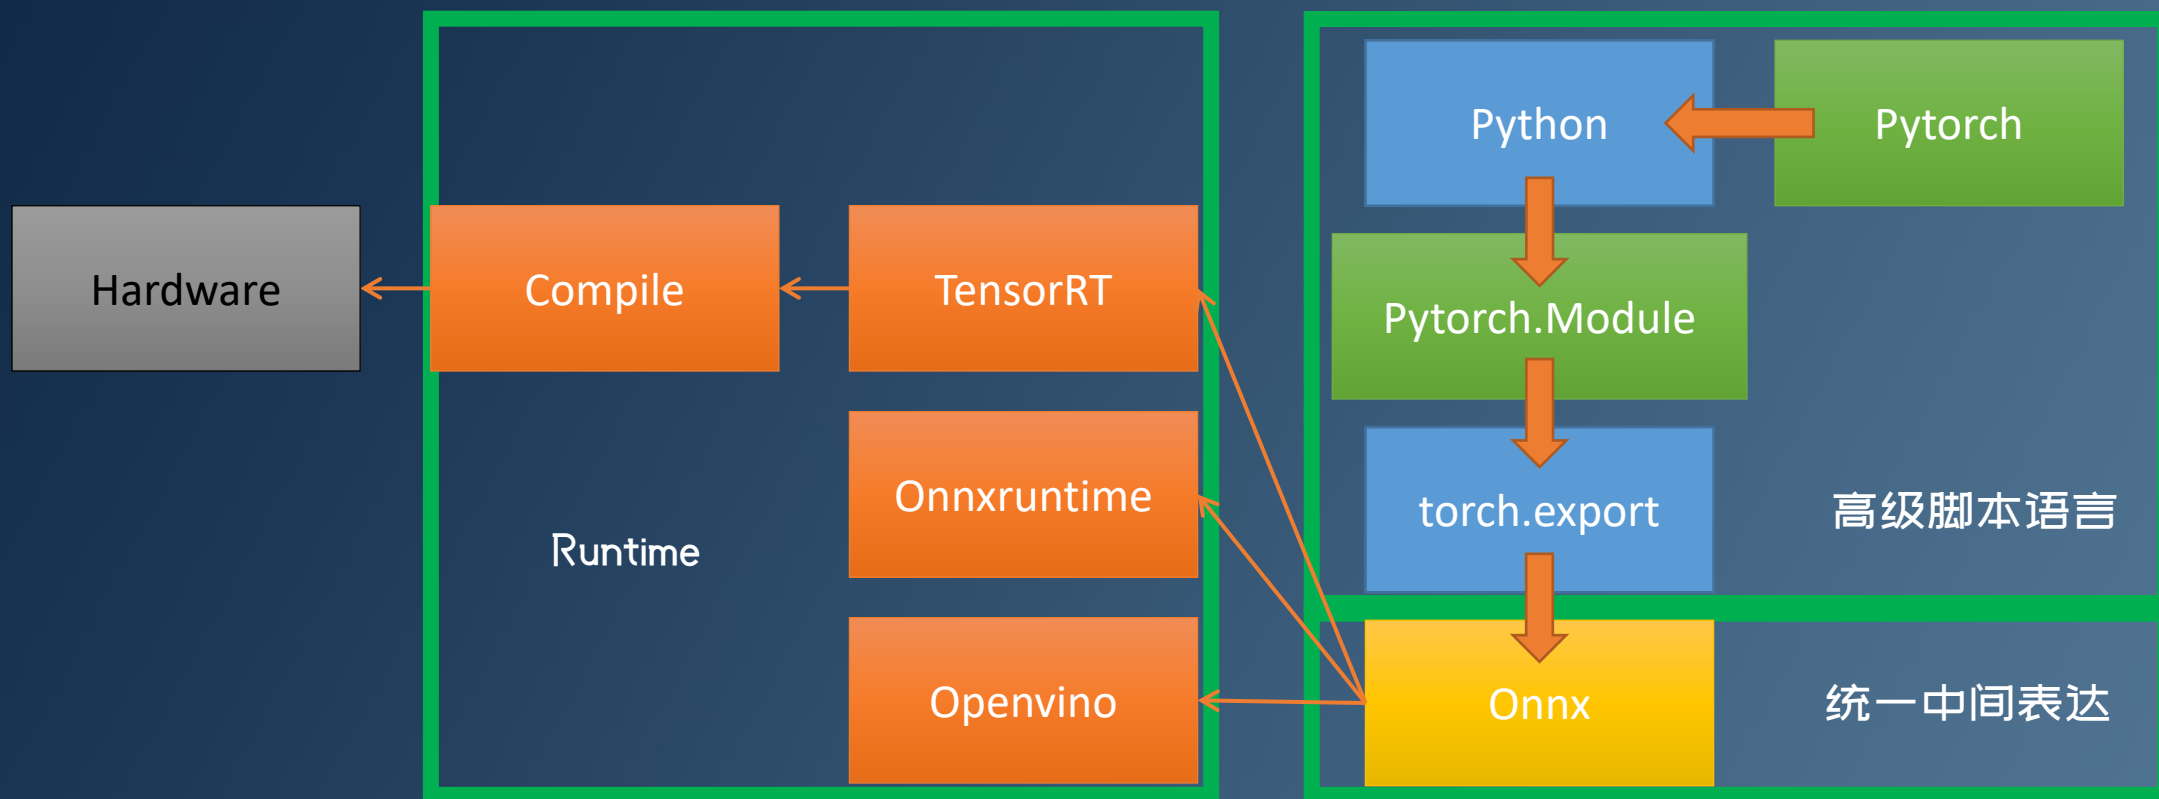 Python
Pytorch
Hardware
Compile
TensorRT
Pytorch.Module
Onnxruntime
torch.export
高级脚本语言
Runtime
Openvino
Onnx
统一中间表达